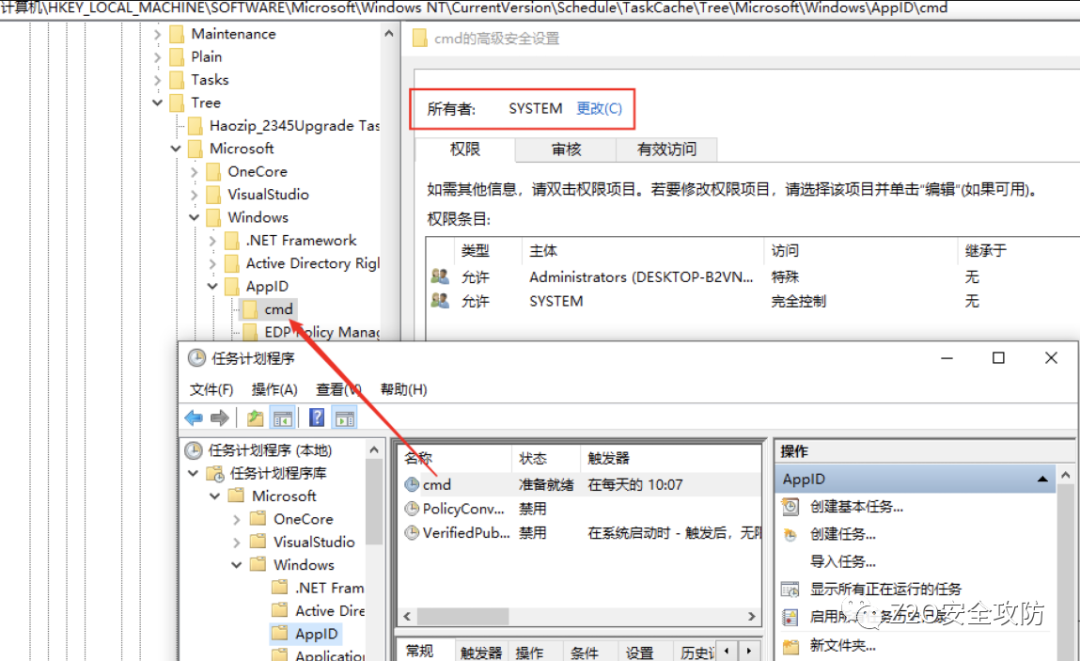 计算机\HKEY_LOCAL_MACHINE\SOFTWARE\Microsoft\Windows NT\CurrentVersion\Schedule\TaskCache\Tree\Microsoft\Windows\AppID\cmd
Maintenance
Plain
Tasks
Tree
Haozip_2345Upgrade Tas
Microsoft
OneCore
VisualStudio
Windows
.NET Framework
Active Directory Rigl
AppID
cmd
EDP Policy Manag
cmd的高级安全设置
所有者: SYSTEM 更改(C)
权限 审核 有效访问
如需其他信息，请双击权限项目。若要修改权限项目，请选择该项目并单击“编辑”(如果可用)。
权限条目:
类型 主体 访问 继承于
允许 Administrators (DESKTOP-B2VN... 特殊 无
允许 SYSTEM 完全控制 无
任务计划程序
文件(F) 操作(A) 查看(V) 帮助(H)
任务计划程序 (本地)
任务计划程序库
Microsoft
OneCore
VisualStudio
Windows
.NET Fram
Active Dire
AppID
Application
名称 状态 触发器
cmd 准备就绪 在每天的 10:07
PolicyConv... 禁用
VerifiedPub... 禁用 在系统启动时 - 触发后，无限
常规 触发器 操作 条件 设置 历史记
操作
AppID
创建基本任务...
创建任务...
导入任务...
显示所有正在运行的任务
启用所
新文件夹...
Z2O安全攻防